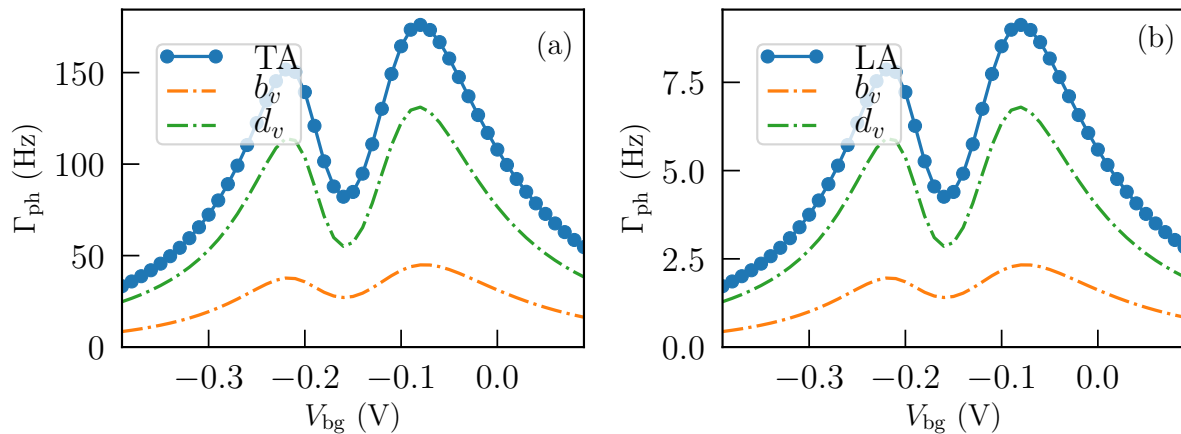 (a)
TA
b_v
d_v
150
100
50
0
Γ_ph (Hz)
−0.3
−0.2
−0.1
0.0
V_bg (V)
(b)
LA
b_v
d_v
7.5
5.0
2.5
0.0
Γ_ph (Hz)
−0.3
−0.2
−0.1
0.0
V_bg (V)